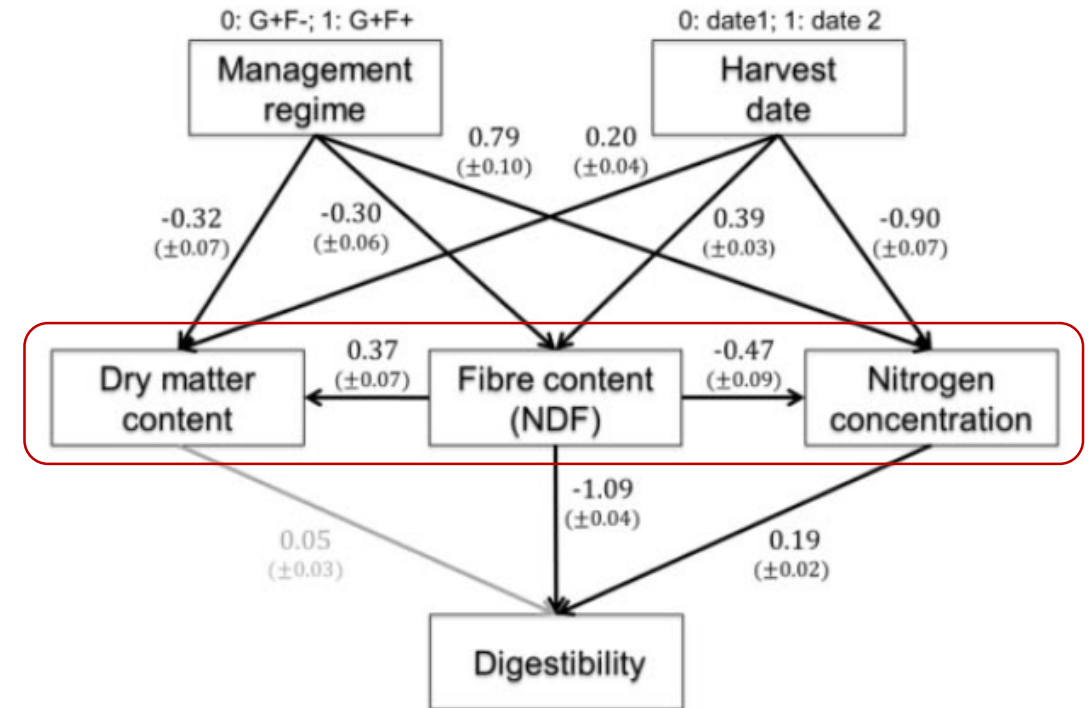 0: G+F-; 1: G+F+
0: date1; 1: date 2
Management
regime
Harvest
date
0.79
(±0.10)
0.20
(±0.04)
-0.32
(±0.07)
-0.30
(±0.06)
0.39
(±0.03)
-0.90
(±0.07)
Dry matter
content
0.37
(±0.07)
Fibre content
(NDF)
-0.47
(±0.09)
Nitrogen
concentration
0.05
(±0.03)
-1.09
(±0.04)
0.19
(±0.02)
Digestibility